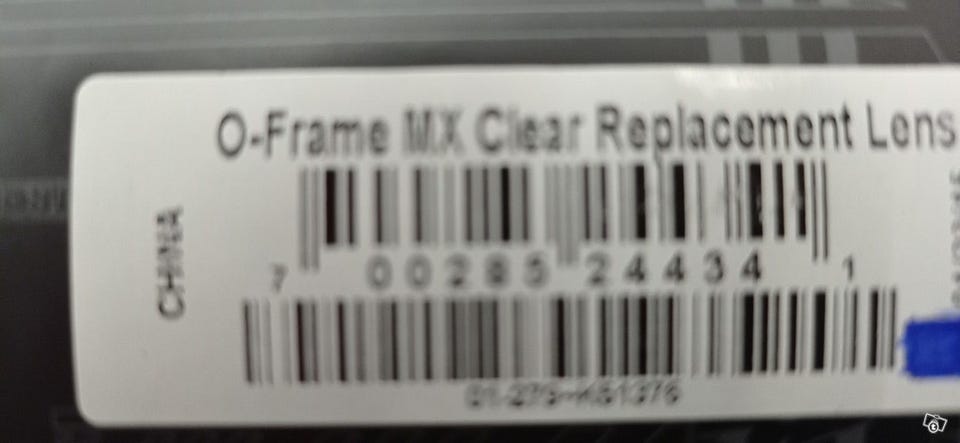 O-Frame MX Clear Replacement Lens
CHINA
7 00285 24434 1